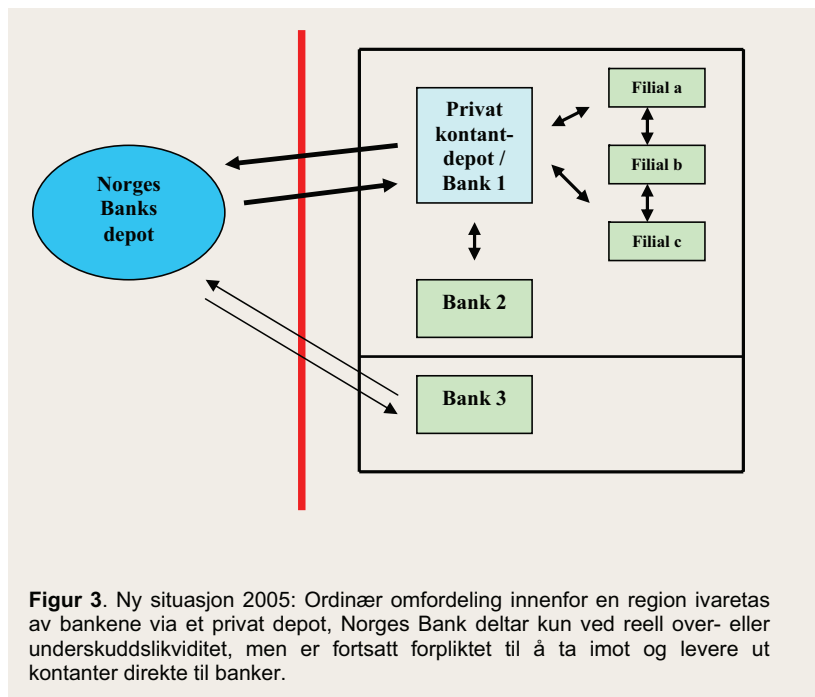 Norges
Banks
depot
Privat
kontant-
depot /
Bank 1
Filial a
Filial b
Filial c
Bank 2
Bank 3
Figur 3. Ny situasjon 2005: Ordinær omfordeling innenfor en region ivaretas
av bankene via et privat depot, Norges Bank deltar kun ved reell over- eller
underskuddslikviditet, men er fortsatt forpliktet til å ta imot og levere ut
kontanter direkte til banker.